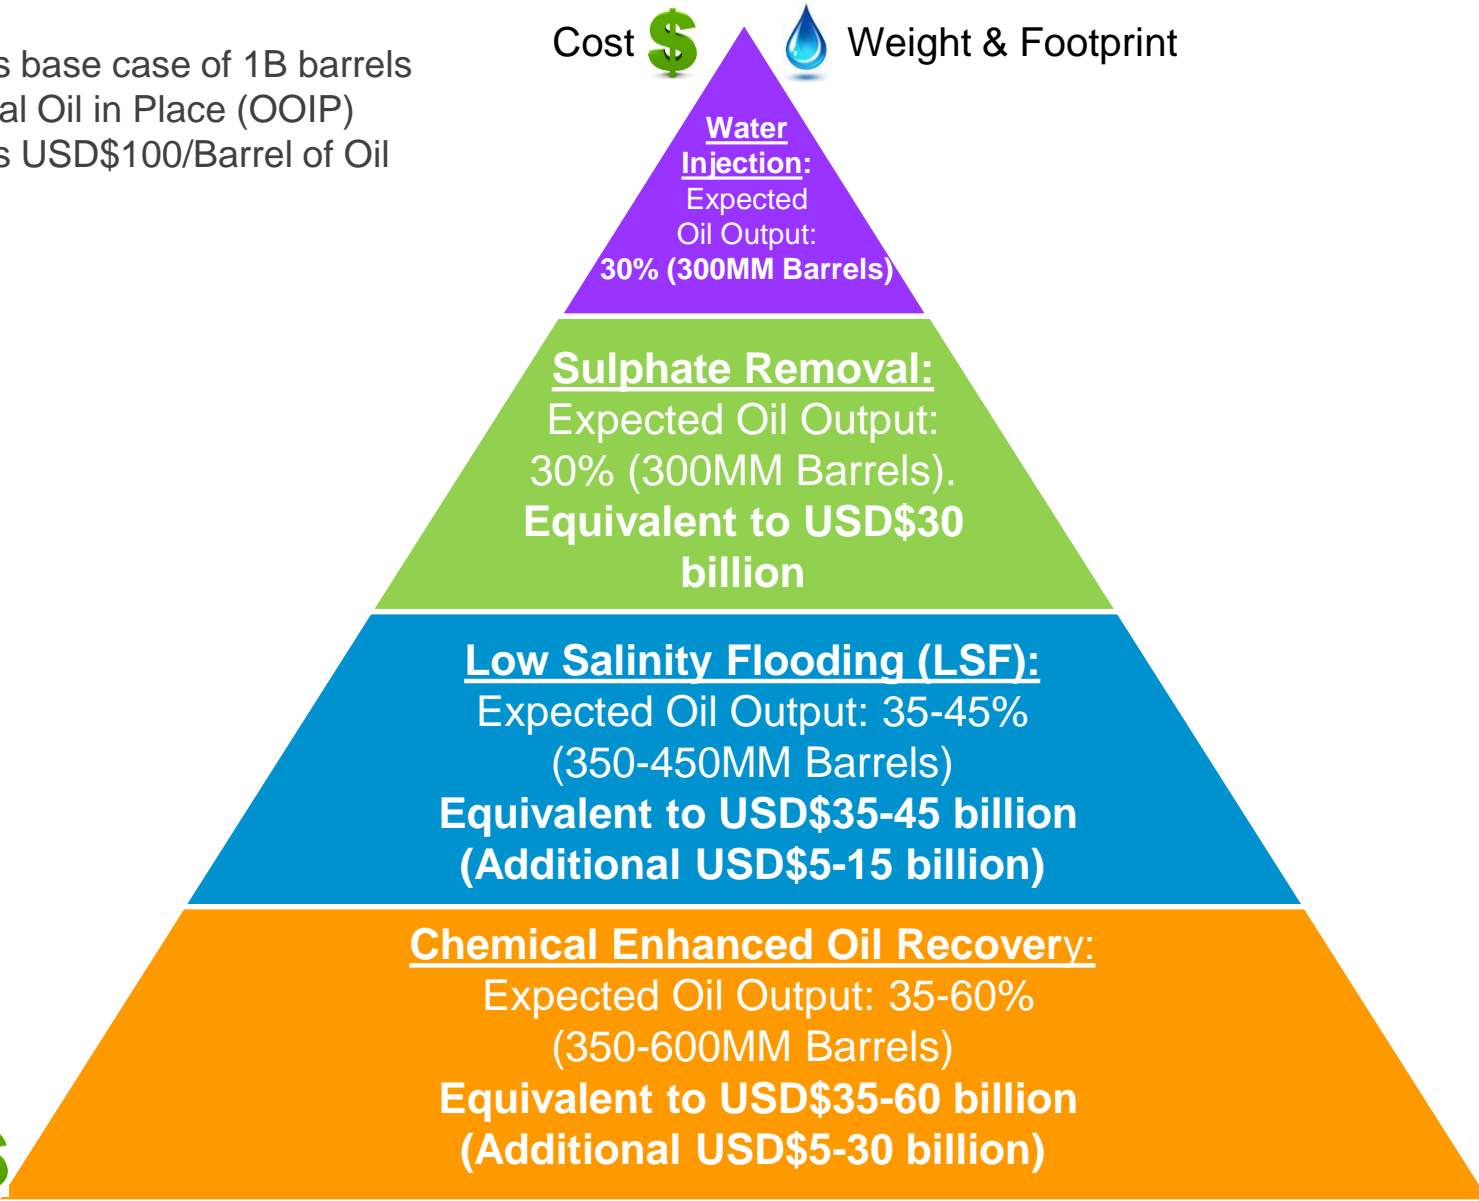 Cost $ Weight & Footprint
s base case of 1B barrels
al Oil in Place (OOIP)
s USD$100/Barrel of Oil
Water
Injection:
Expected
Oil Output:
30% (300MM Barrels)
Sulphate Removal:
Expected Oil Output:
30% (300MM Barrels).
Equivalent to USD$30
billion
Low Salinity Flooding (LSF):
Expected Oil Output: 35-45%
(350-450MM Barrels)
Equivalent to USD$35-45 billion
(Additional USD$5-15 billion)
Chemical Enhanced Oil Recovery:
Expected Oil Output: 35-60%
(350-600MM Barrels)
Equivalent to USD$35-60 billion
(Additional USD$5-30 billion)
$